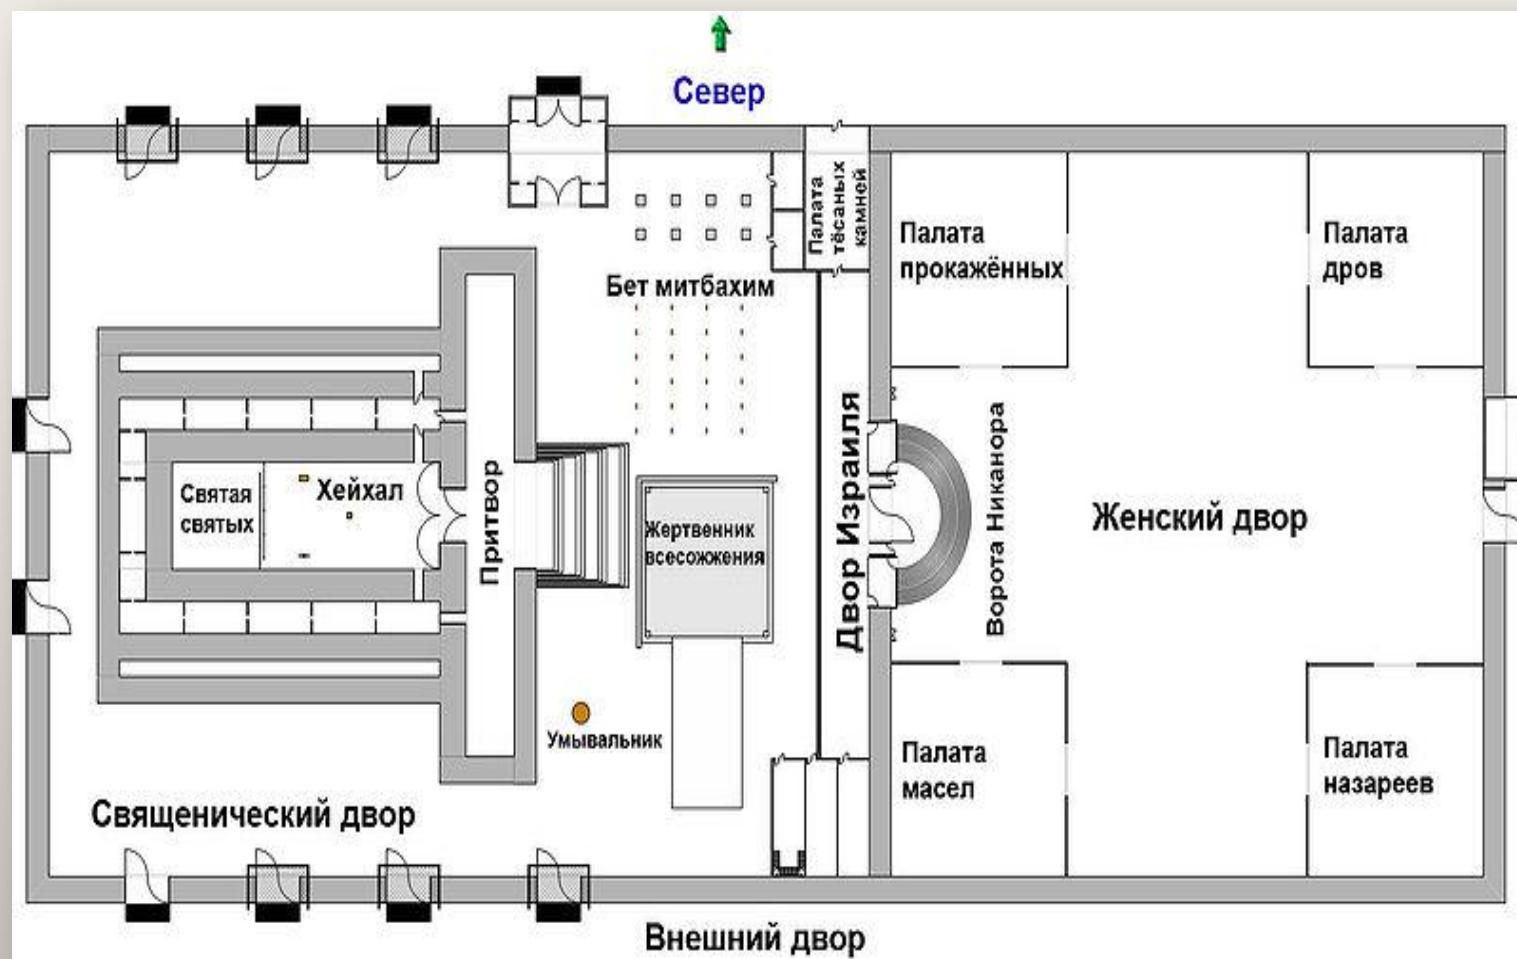 Север
Палата
тёсаных
камней
Палата
прокажённых
Палата
дров
Бет митбахим
Святая
святых
Хейхал
Притвор
Жертвенник
всесожжения
Двор Израиля
Ворота Никанора
Женский двор
Умывальник
Палата
масел
Палата
назареев
Священический двор
Внешний двор